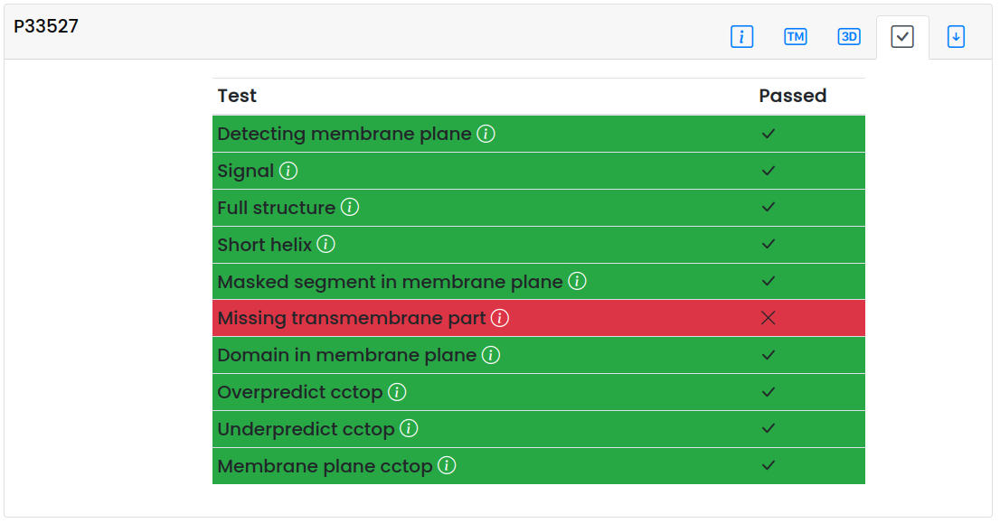 P33527
i TM 3D
Test Passed
Detecting membrane plane i
Signal i
Full structure i
Short helix i
Masked segment in membrane plane i
Missing transmembrane part i
Domain in membrane plane i
Overpredict cctop i
Underpredict cctop i
Membrane plane cctop i